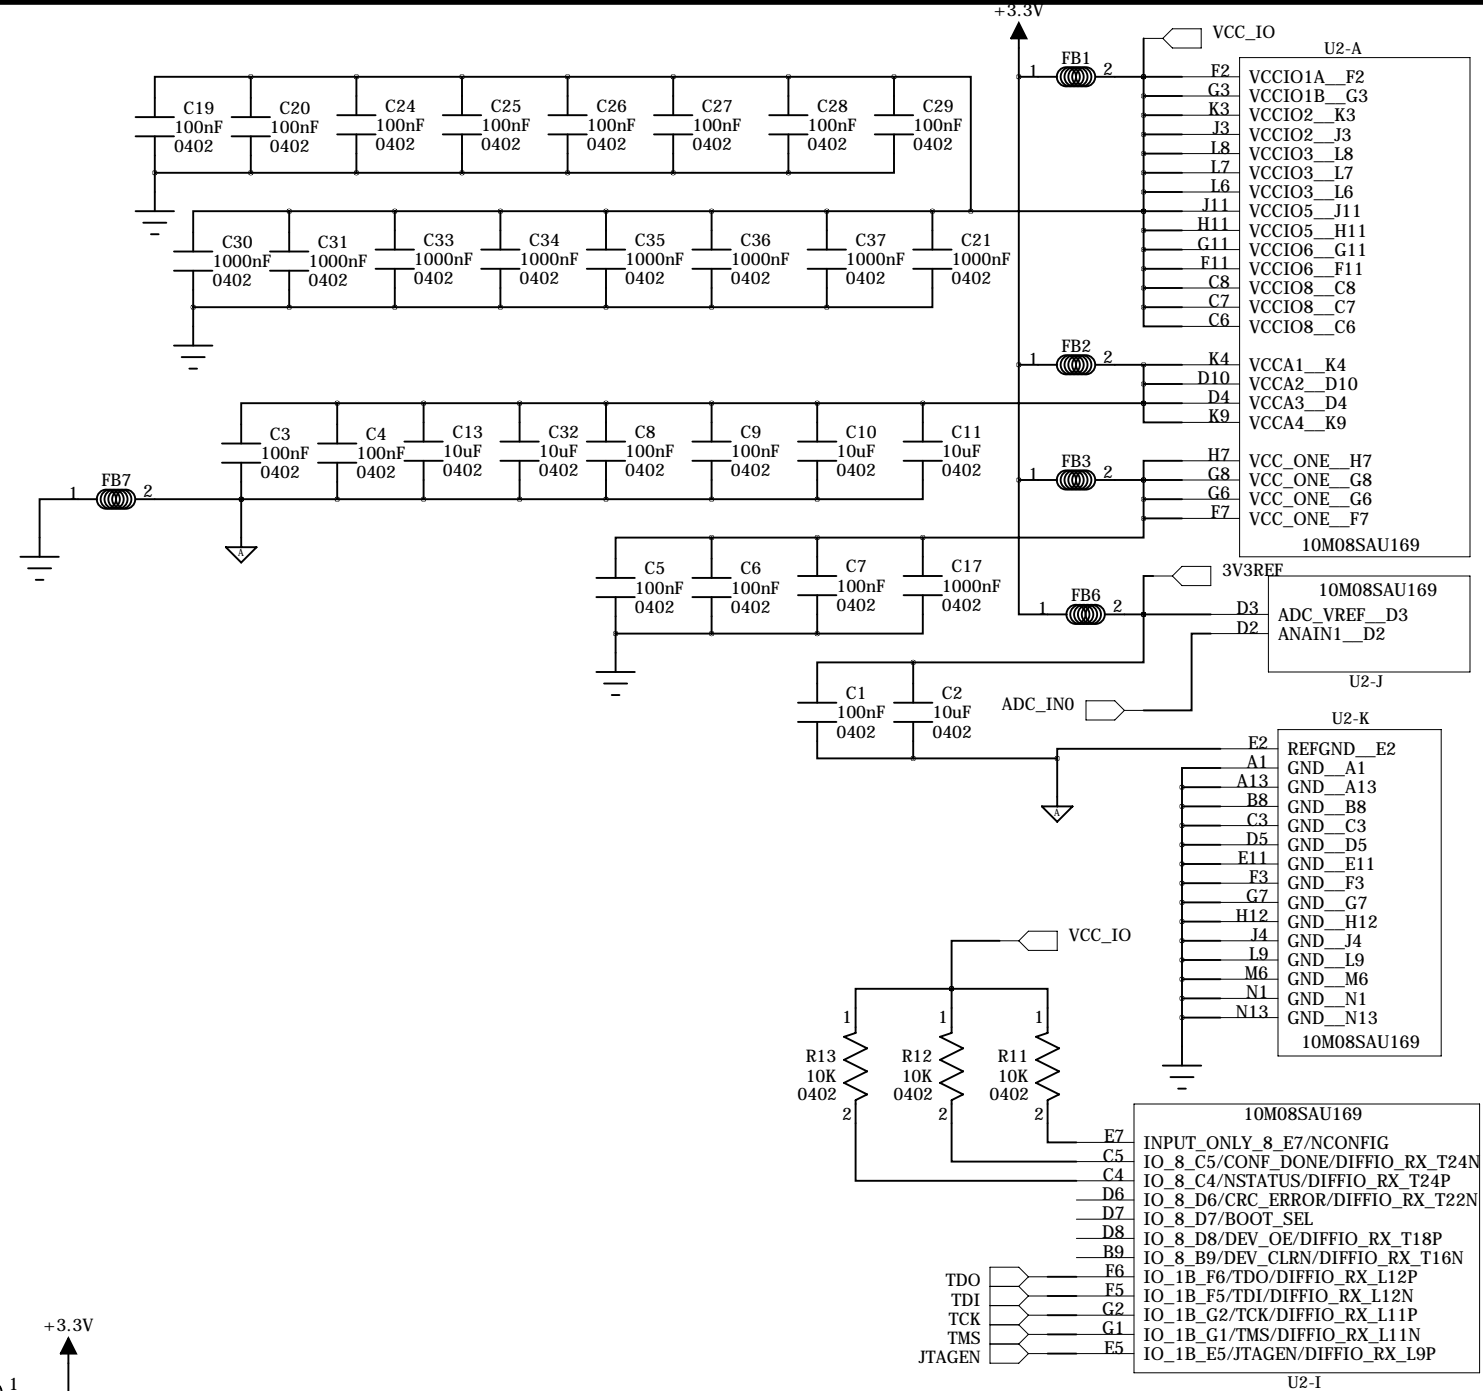 +3.3V
VCC_IO
FB1
1 2
U2-A
F2 VCCIO1A__F2
G3 VCCIO1B__G3
K3 VCCIO2__K3
J3 VCCIO2__J3
L8 VCCIO3__L8
L7 VCCIO3__L7
L6 VCCIO3__L6
J11 VCCIO5__J11
H11 VCCIO5__H11
G11 VCCIO6__G11
F11 VCCIO6__F11
C8 VCCIO8__C8
C7 VCCIO8__C7
C6 VCCIO8__C6
K4 VCCA1__K4
D10 VCCA2__D10
D4 VCCA3__D4
K9 VCCA4__K9
H7 VCC_ONE__H7
G8 VCC_ONE__G8
G6 VCC_ONE__G6
F7 VCC_ONE__F7
10M08SAU169
C19 C20 C24 C25 C26 C27 C28 C29
100nF 100nF 100nF 100nF 100nF 100nF 100nF 100nF
0402 0402 0402 0402 0402 0402 0402 0402
C30 C31 C33 C34 C35 C36 C37 C21
1000nF 1000nF 1000nF 1000nF 1000nF 1000nF 1000nF 1000nF
0402 0402 0402 0402 0402 0402 0402 0402
FB2
1 2
C3 C4 C13 C32 C8 C9 C10 C11
100nF 100nF 10uF 10uF 100nF 100nF 10uF 10uF
0402 0402 0402 0402 0402 0402 0402 0402
FB7
1 2
A
FB3
1 2
C5 C6 C7 C17
100nF 100nF 100nF 1000nF
0402 0402 0402 0402
3V3REF
FB6
1 2
10M08SAU169
D3 ADC_VREF__D3
D2 ANAIN1__D2
U2-J
C1 C2
100nF 10uF
0402 0402
ADC_IN0
A
U2-K
E2 REFGND__E2
A1 GND__A1
A13 GND__A13
B8 GND__B8
C3 GND__C3
D5 GND__D5
E11 GND__E11
F3 GND__F3
G7 GND__G7
H12 GND__H12
J4 GND__J4
L9 GND__L9
M6 GND__M6
N1 GND__N1
N13 GND__N13
10M08SAU169
VCC_IO
1 1 1
R13 R12 R11
10K 10K 10K
0402 0402 0402
2 2 2
10M08SAU169
E7 INPUT_ONLY_8_E7/NCONFIG
C5 IO_8_C5/CONF_DONE/DIFFIO_RX_T24N
C4 IO_8_C4/NSTATUS/DIFFIO_RX_T24P
D6 IO_8_D6/CRC_ERROR/DIFFIO_RX_T22N
D7 IO_8_D7/BOOT_SEL
D8 IO_8_D8/DEV_OE/DIFFIO_RX_T18P
B9 IO_8_B9/DEV_CLRN/DIFFIO_RX_T16N
TDO F6 IO_1B_F6/TDO/DIFFIO_RX_L12P
TDI F5 IO_1B_F5/TDI/DIFFIO_RX_L12N
TCK G2 IO_1B_G2/TCK/DIFFIO_RX_L11P
TMS G1 IO_1B_G1/TMS/DIFFIO_RX_L11N
JTAGEN E5 IO_1B_E5/JTAGEN/DIFFIO_RX_L9P
U2-I
+3.3V
1